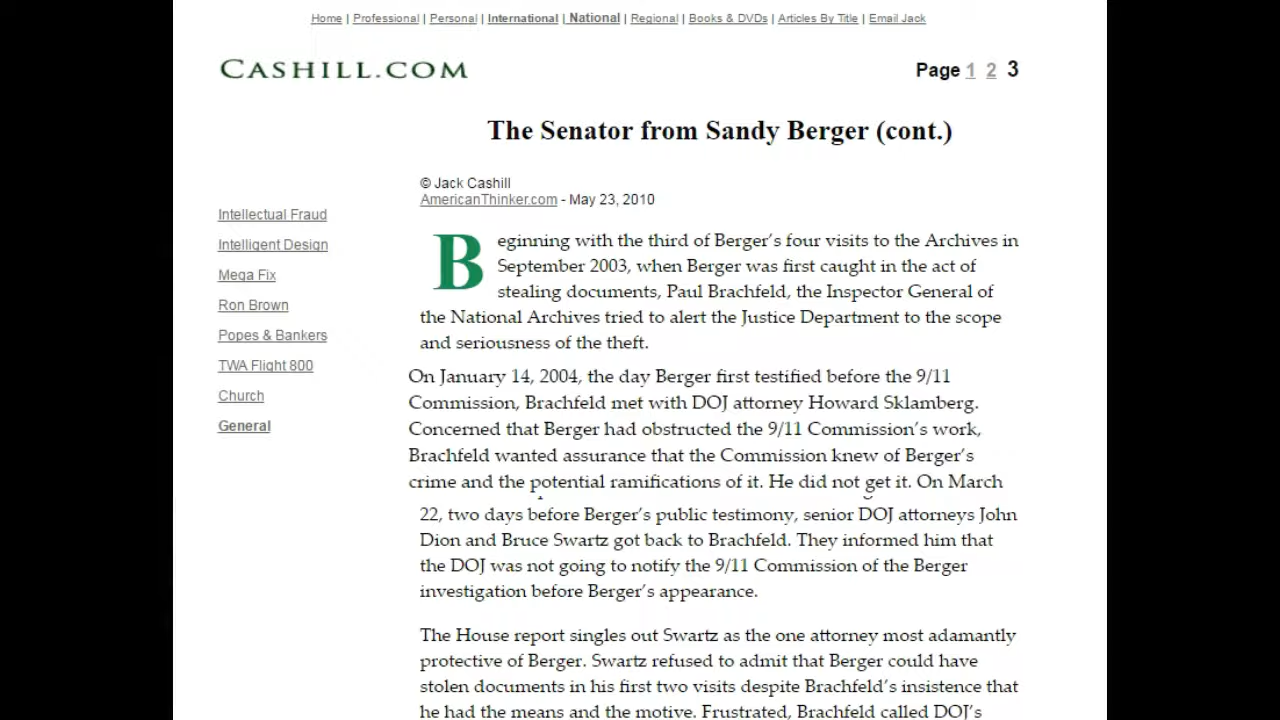 Home | Professional | Personal | International | National | Regional | Books & DVDs | Articles By Title | Email Jack
CASHILL.COM
Page 1 2 3
The Senator from Sandy Berger (cont.)
© Jack Cashill
AmericanThinker.com - May 23, 2010
Intellectual Fraud
Intelligent Design
Mega Fix
Ron Brown
Popes & Bankers
TWA Flight 800
Church
General
Beginning with the third of Berger's four visits to the Archives in
September 2003, when Berger was first caught in the act of
stealing documents, Paul Brachfeld, the Inspector General of
the National Archives tried to alert the Justice Department to the scope
and seriousness of the theft.
On January 14, 2004, the day Berger first testified before the 9/11
Commission, Brachfeld met with DOJ attorney Howard Sklamberg.
Concerned that Berger had obstructed the 9/11 Commission's work,
Brachfeld wanted assurance that the Commission knew of Berger's
crime and the potential ramifications of it. He did not get it. On March
22, two days before Berger's public testimony, senior DOJ attorneys John
Dion and Bruce Swartz got back to Brachfeld. They informed him that
the DOJ was not going to notify the 9/11 Commission of the Berger
investigation before Berger's appearance.
The House report singles out Swartz as the one attorney most adamantly
protective of Berger. Swartz refused to admit that Berger could have
stolen documents in his first two visits despite Brachfeld's insistence that
he had the means and the motive. Frustrated, Brachfeld called DOJ's